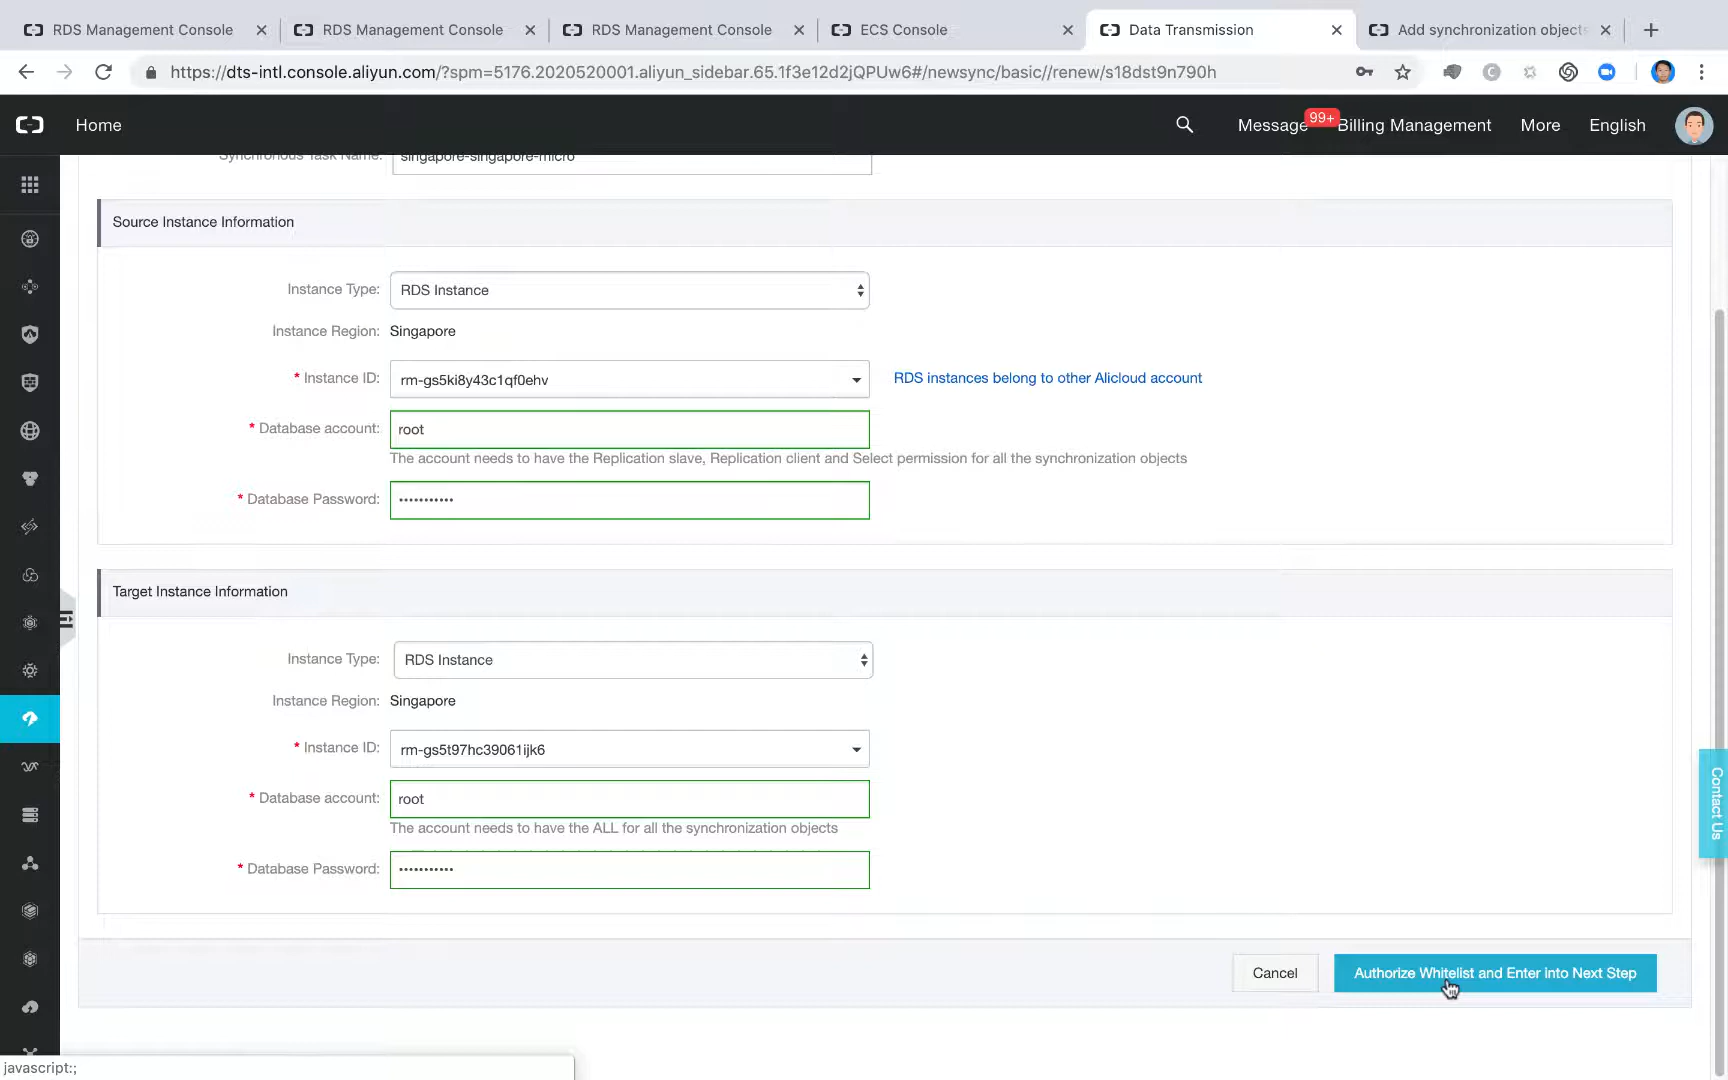 RDS Management Console
RDS Management Console
RDS Management Console
ECS Console
Data Transmission
Add synchronization objects
https://dts-intl.console.aliyun.com/?spm=5176.2020520001.aliyun_sidebar.65.1f3e12d2jQPUw6#/newsync/basic//renew/s18dst9n790h
Home
Message
99+
Billing Management
More
English
Synchronous Task Name:
singapore-singapore-micro
Source Instance Information
Instance Type:
RDS Instance
Instance Region:
Singapore
* Instance ID:
rm-gs5ki8y43c1qf0ehv
RDS instances belong to other Alicloud account
* Database account:
root
The account needs to have the Replication slave, Replication client and Select permission for all the synchronization objects
* Database Password:
•••••••••••
Target Instance Information
Instance Type:
RDS Instance
Instance Region:
Singapore
* Instance ID:
rm-gs5t97hc39061ijk6
* Database account:
root
The account needs to have the ALL for all the synchronization objects
* Database Password:
•••••••••••
Cancel
Authorize Whitelist and Enter into Next Step
Contact Us
javascript:;